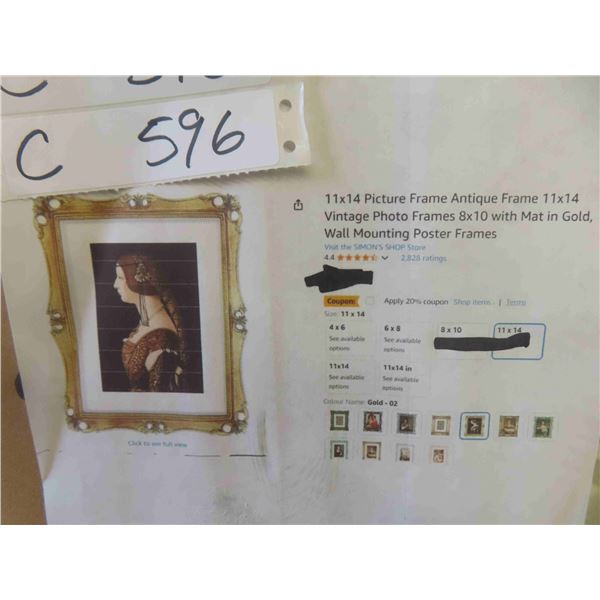 C 596
11x14 Picture Frame Antique Frame 11x14
Vintage Photo Frames 8x10 with Mat in Gold,
Wall Mounting Poster Frames
Visit the SIMON'S SHOP Store
4.4 2,828 ratings
Coupon: Apply 20% coupon Shop items | Terms
Size: 11 x 14
4 x 6
See available
options
6 x 8
See available
options
8 x 10
11 x 14
11x14
See available
options
11x14 in
See available
options
Colour Name: Gold - 02
Click to see full view